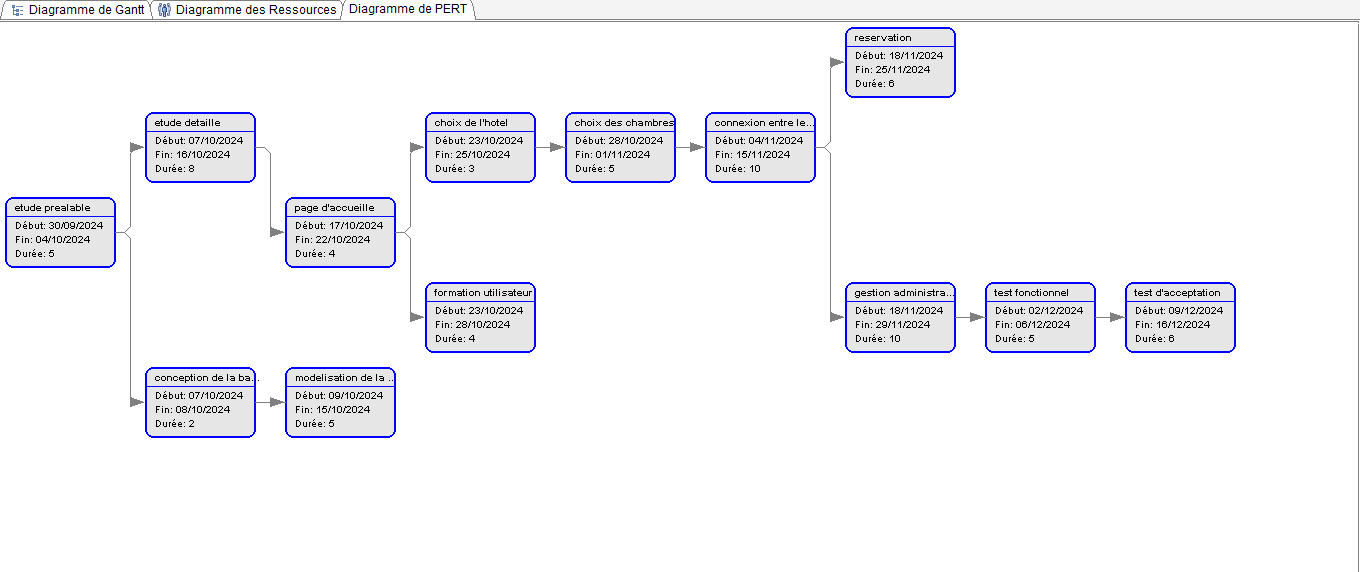 Diagramme de Gantt
Diagramme des Ressources
Diagramme de PERT
reservation
Début: 18/11/2024
Fin: 25/11/2024
Durée: 6
etude detaille
Début: 07/10/2024
Fin: 16/10/2024
Durée: 8
choix de l'hotel
Début: 23/10/2024
Fin: 25/10/2024
Durée: 3
choix des chambres
Début: 28/10/2024
Fin: 01/11/2024
Durée: 5
connexion entre le...
Début: 04/11/2024
Fin: 15/11/2024
Durée: 10
etude prealable
Début: 30/09/2024
Fin: 04/10/2024
Durée: 5
page d'accueille
Début: 17/10/2024
Fin: 22/10/2024
Durée: 4
formation utilisateur
Début: 23/10/2024
Fin: 28/10/2024
Durée: 4
gestion administra...
Début: 18/11/2024
Fin: 29/11/2024
Durée: 10
test fonctionnel
Début: 02/12/2024
Fin: 06/12/2024
Durée: 5
test d'acceptation
Début: 09/12/2024
Fin: 16/12/2024
Durée: 6
conception de la ba...
Début: 07/10/2024
Fin: 08/10/2024
Durée: 2
modelisation de la ...
Début: 09/10/2024
Fin: 15/10/2024
Durée: 5